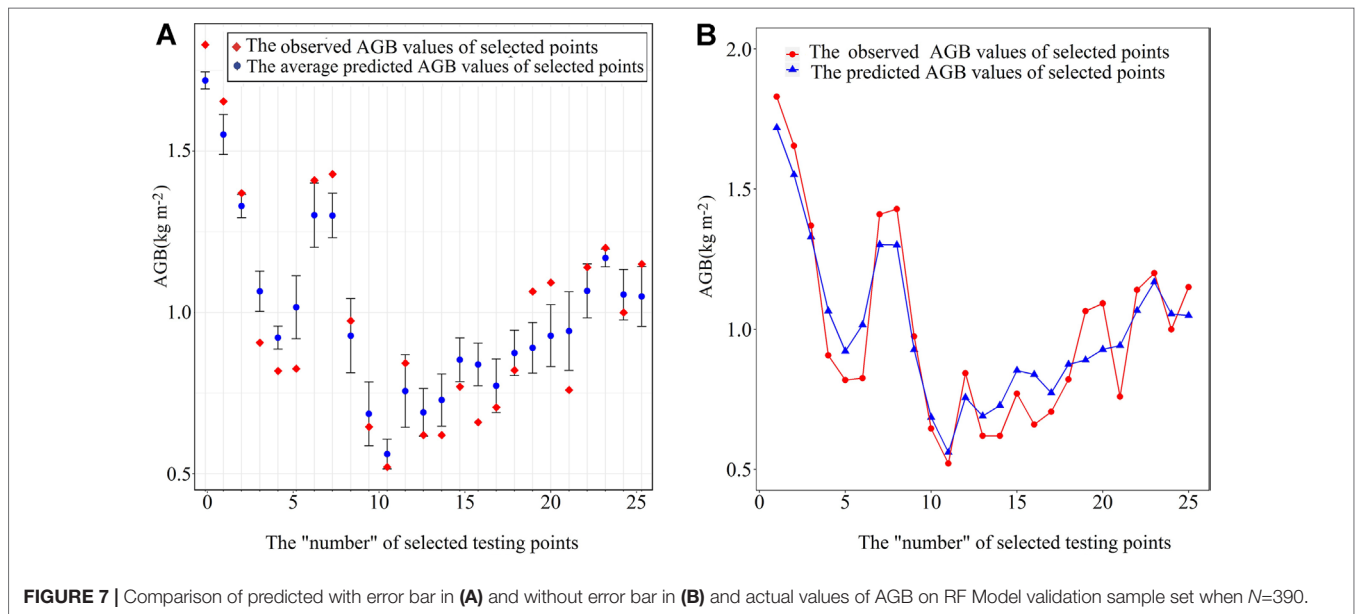 A
The observed AGB values of selected points
The average predicted AGB values of selected points
1.5
1.0
0.5
AGB(kg m-2)
0 5 10 15 20 25
The "number" of selected testing points
B
The observed AGB values of selected points
The predicted AGB values of selected points
2.0
1.5
1.0
0.5
AGB(kg m-2)
0 5 10 15 20 25
The "number" of selected testing points
FIGURE 7 | Comparison of predicted with error bar in (A) and without error bar in (B) and actual values of AGB on RF Model validation sample set when N=390.